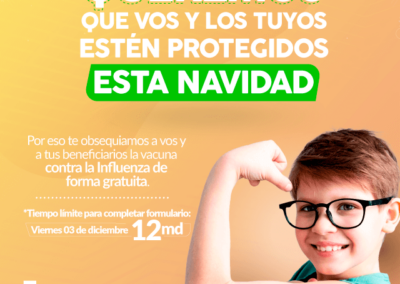 QUE VOS Y LOS TUYOS
ESTÉN PROTEGIDOS
ESTA NAVIDAD
Por eso te obsequiamos a vos y
a tus beneficiarios la vacuna
contra la Influenza de
forma gratuita.
*Tiempo límite para completar formulario:
Viernes 03 de diciembre 12md